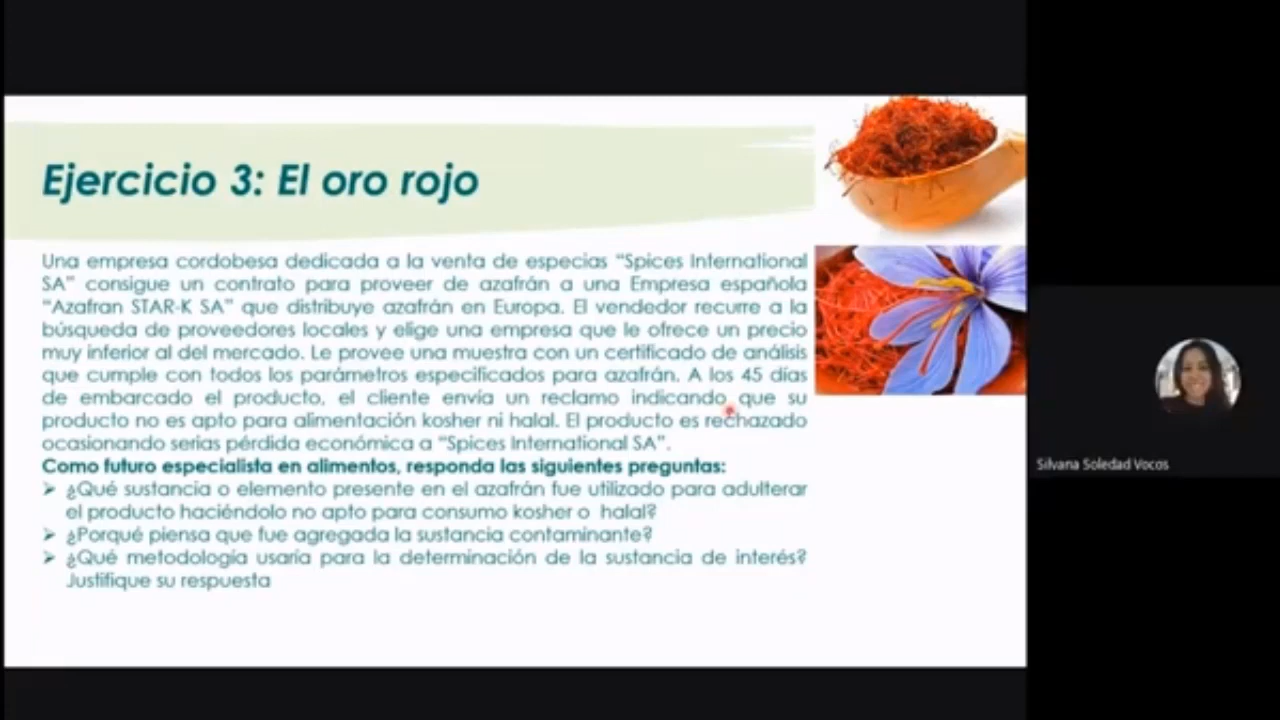 Ejercicio 3: El oro rojo
Una empresa cordobesa dedicada a la venta de especias “Spices International
SA” consigue un contrato para proveer de azafrán a una Empresa española
“Azafran STAR-K SA” que distribuye azafrán en Europa. El vendedor recurre a la
búsqueda de proveedores locales y elige una empresa que le ofrece un precio
muy inferior al del mercado. Le provee una muestra con un certificado de análisis
que cumple con todos los parámetros especificados para azafrán. A los 45 días
de embarcado el producto, el cliente envía un reclamo indicando que su
producto no es apto para alimentación kosher ni halal. El producto es rechazado
ocasionando serias pérdida económica a “Spices International SA”.
Como futuro especialista en alimentos, responda las siguientes preguntas:
➢ ¿Qué sustancia o elemento presente en el azafrán fue utilizado para adulterar
el producto haciéndolo no apto para consumo kosher o halal?
➢ ¿Porqué piensa que fue agregada la sustancia contaminante?
➢ ¿Qué metodología usaría para la determinación de la sustancia de interés?
Justifique su respuesta
Silvana Soledad Vocos